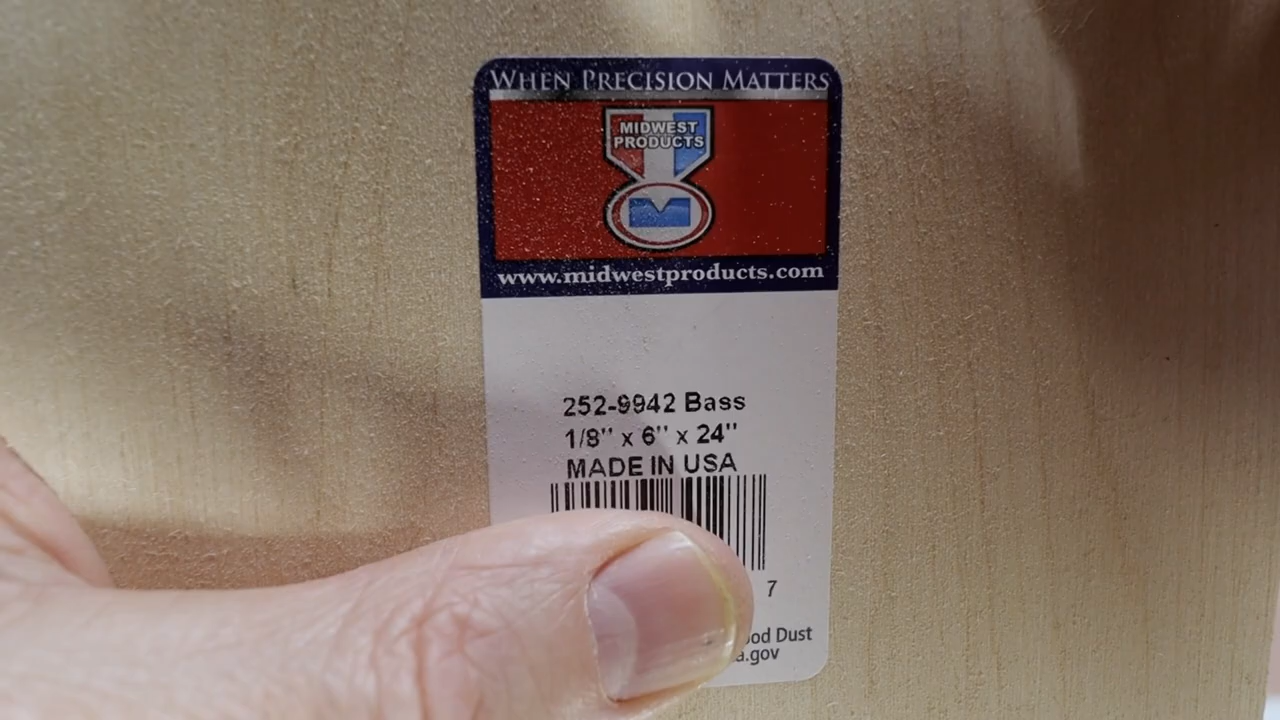 WHEN PRECISION MATTERS
MIDWEST
PRODUCTS
www.midwestproducts.com
252-9942 Bass
1/8" x 6" x 24"
MADE IN USA
7
Dust
.gov